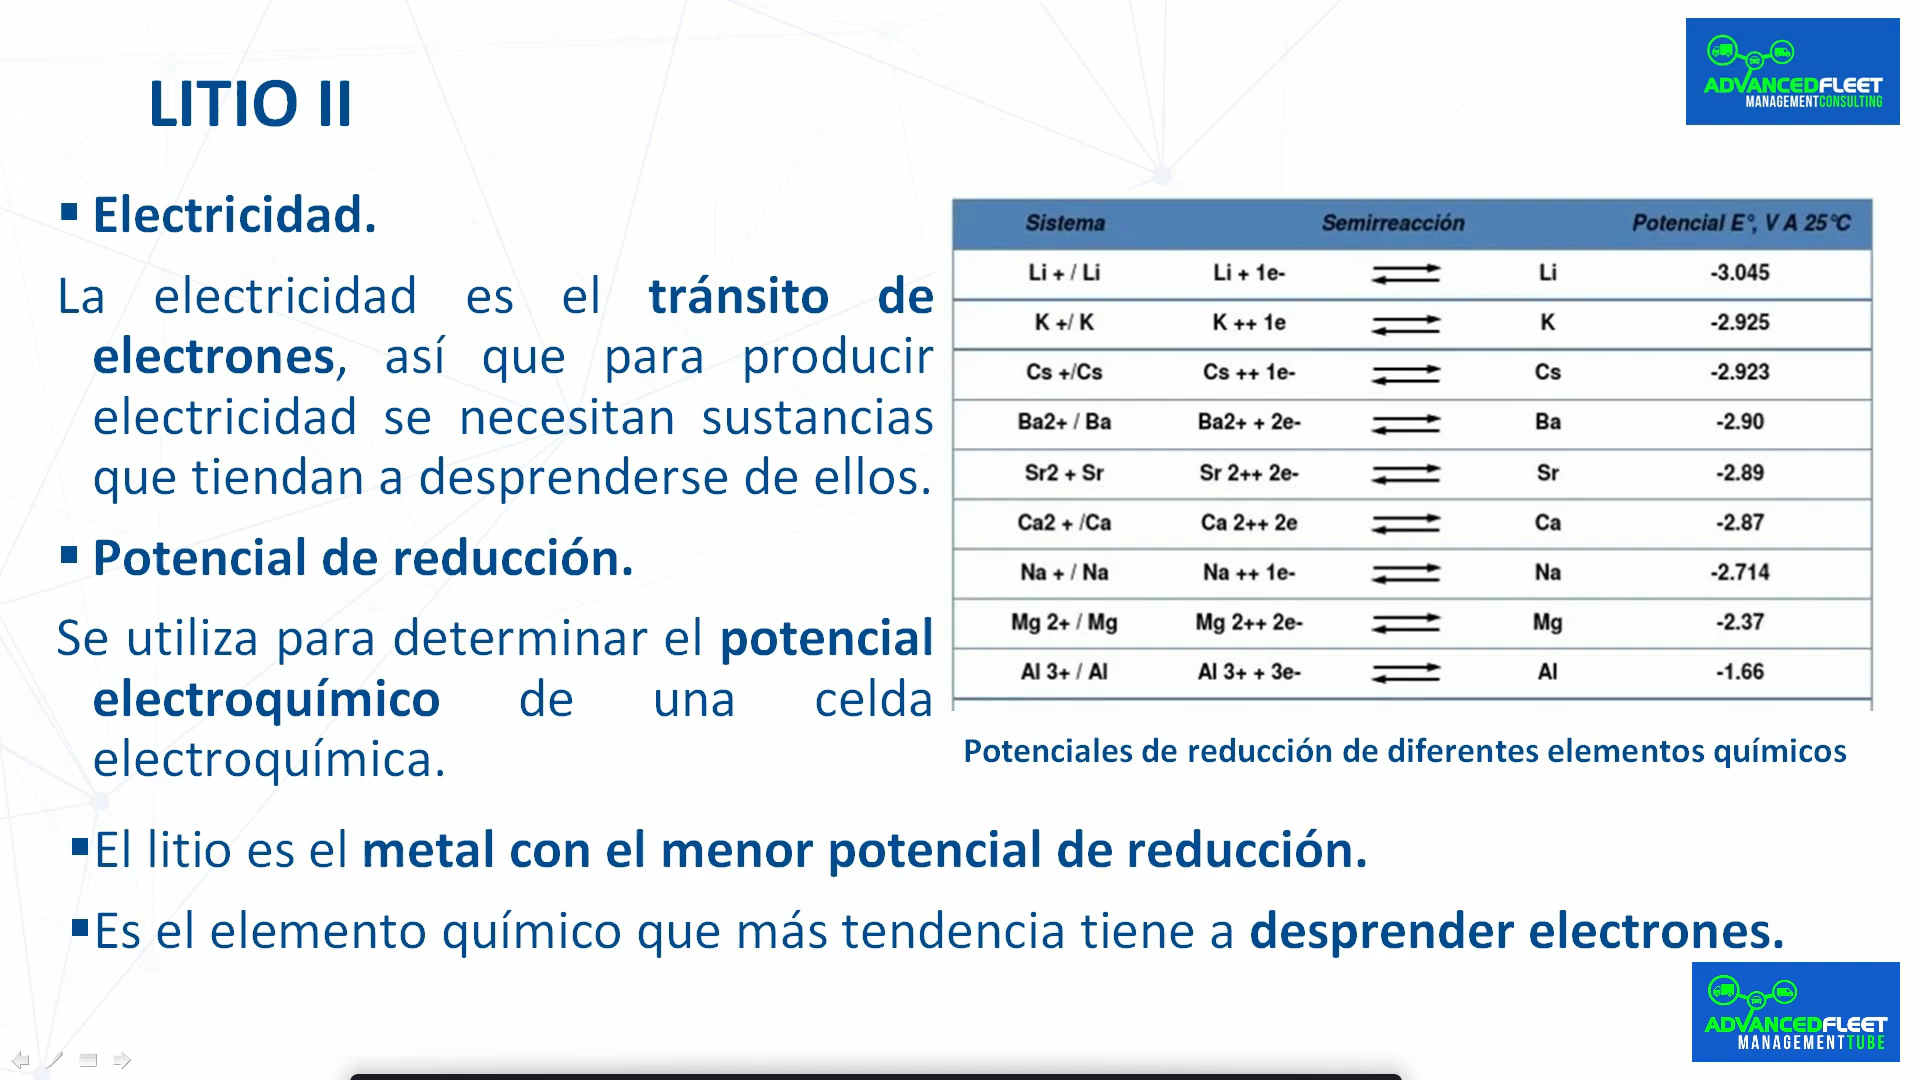 LITIO II
ADVANCEDFLEET
MANAGEMENTCONSULTING
▪ Electricidad.
La electricidad es el tránsito de
electrones, así que para producir
electricidad se necesitan sustancias
que tiendan a desprenderse de ellos.
▪ Potencial de reducción.
Se utiliza para determinar el potencial
electroquímico de una celda
electroquímica.
Sistema Semirreacción Potencial E°, V A 25°C
Li + / Li Li + 1e- Li -3.045
K +/ K K ++ 1e K -2.925
Cs +/Cs Cs ++ 1e- Cs -2.923
Ba2+ / Ba Ba2+ + 2e- Ba -2.90
Sr2 + Sr Sr 2++ 2e- Sr -2.89
Ca2 + /Ca Ca 2++ 2e Ca -2.87
Na + / Na Na ++ 1e- Na -2.714
Mg 2+ / Mg Mg 2++ 2e- Mg -2.37
Al 3+ / Al Al 3+ + 3e- Al -1.66
Potenciales de reducción de diferentes elementos químicos
▪El litio es el metal con el menor potencial de reducción.
▪Es el elemento químico que más tendencia tiene a desprender electrones.
ADVANCEDFLEET
MANAGEMENTTUBE